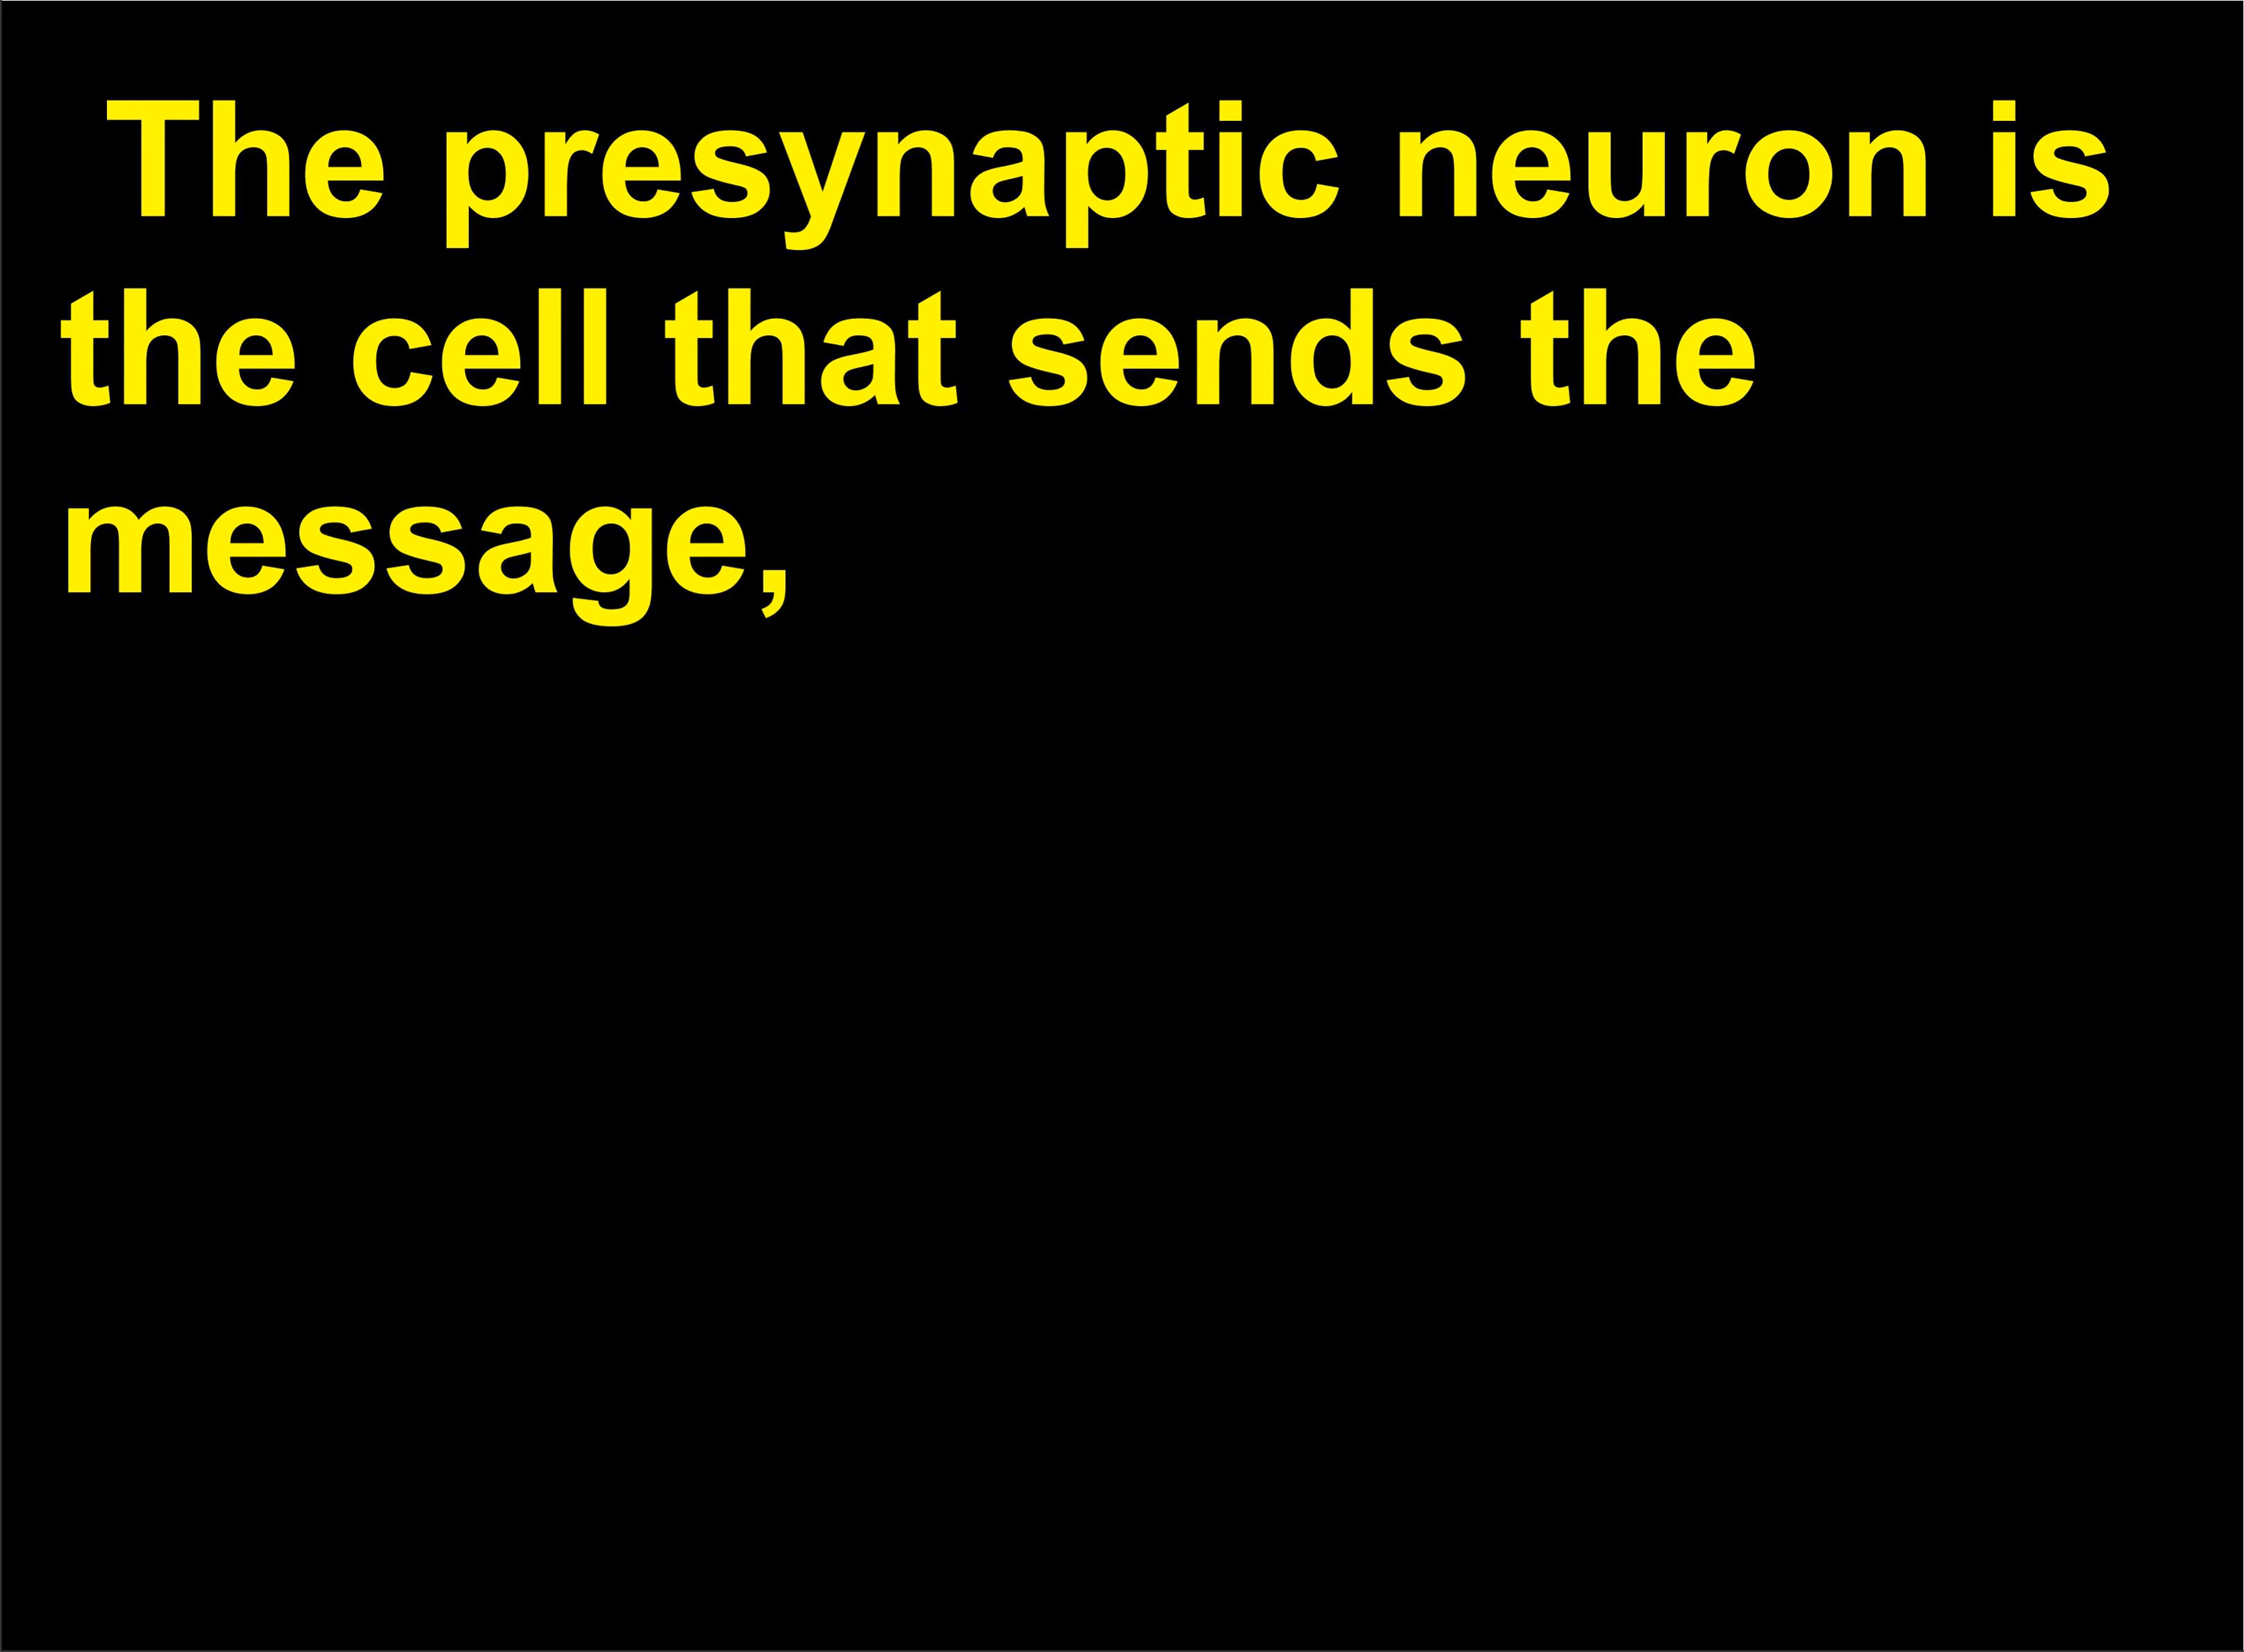 The presynaptic neuron is
the cell that sends the
message,